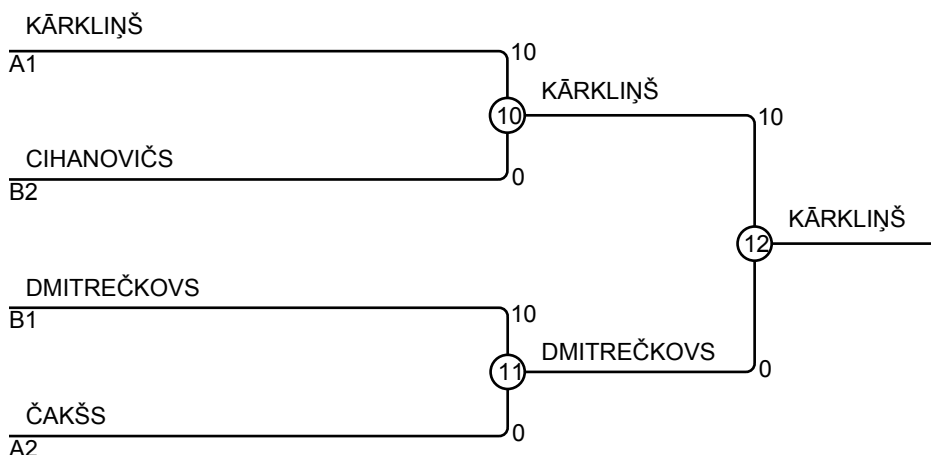 KĀRKLIŅŠ
A1
10
10
KĀRKLIŅŠ
10
CIHANOVIČS
B2
0
12
KĀRKLIŅŠ
DMITREČKOVS
B1
10
11
DMITREČKOVS
0
ČAKŠS
A2
0